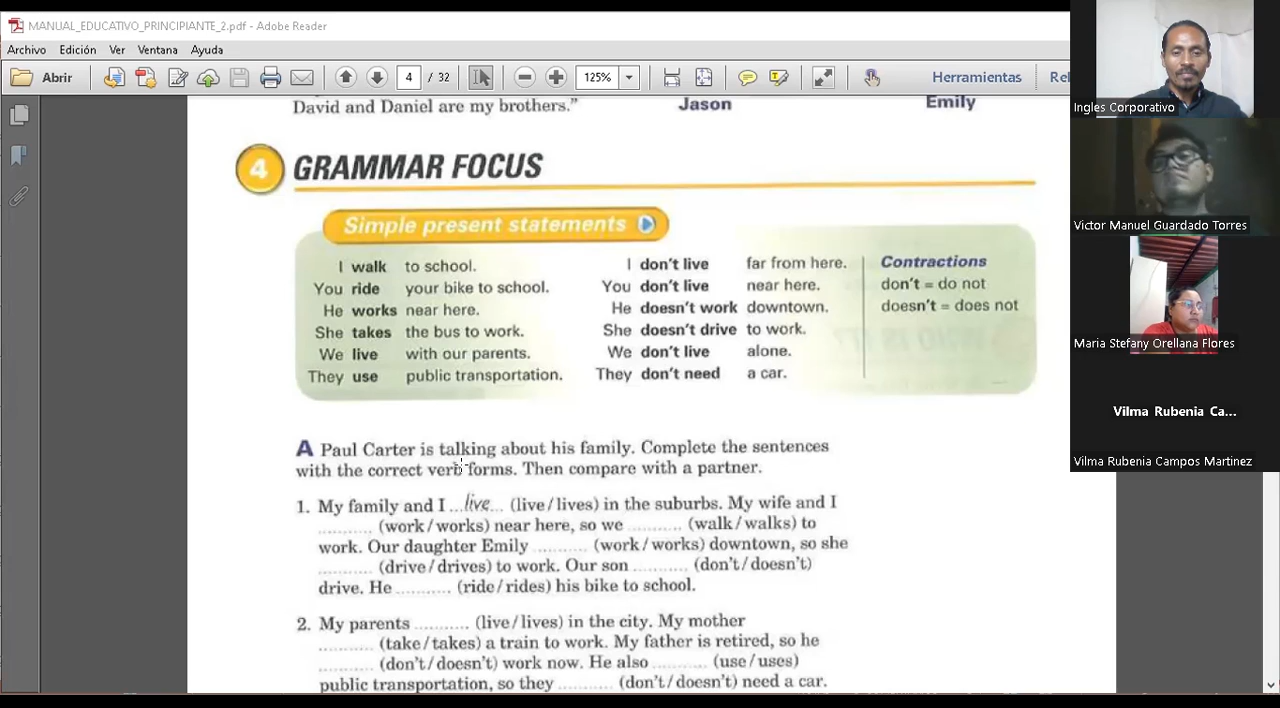 MANUAL_EDUCATIVO_PRINCIPIANTE_2.pdf - Adobe Reader
Archivo Edición Ver Ventana Ayuda
Abrir 4 / 32 125% Herramientas Rel
David and Daniel are my brothers."
Jason
Emily
4 GRAMMAR FOCUS
Simple present statements
I walk to school.
You ride your bike to school.
He works near here.
She takes the bus to work.
We live with our parents.
They use public transportation.
I don't live far from here.
You don't live near here.
He doesn't work downtown.
She doesn't drive to work.
We don't live alone.
They don't need a car.
Contractions
don't = do not
doesn't = does not
A Paul Carter is talking about his family. Complete the sentences
with the correct verb forms. Then compare with a partner.
1. My family and I ...live... (live/lives) in the suburbs. My wife and I
.......... (work/works) near here, so we .......... (walk/walks) to
work. Our daughter Emily .......... (work/works) downtown, so she
.......... (drive/drives) to work. Our son .......... (don't/doesn't)
drive. He .......... (ride/rides) his bike to school.
2. My parents .......... (live/lives) in the city. My mother
.......... (take/takes) a train to work. My father is retired, so he
.......... (don't/doesn't) work now. He also .......... (use/uses)
public transportation, so they .......... (don't/doesn't) need a car.
Ingles Corporativo
Victor Manuel Guardado Torres
Maria Stefany Orellana Flores
Vilma Rubenia Ca...
Vilma Rubenia Campos Martinez